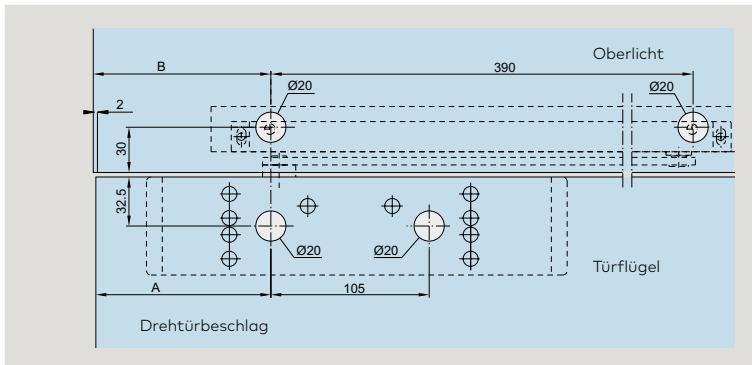 Oberlicht
B
390
Ø20
Ø20
2
30
32.5
Ø20
Ø20
Türflügel
A
105
Drehtürbeschlag